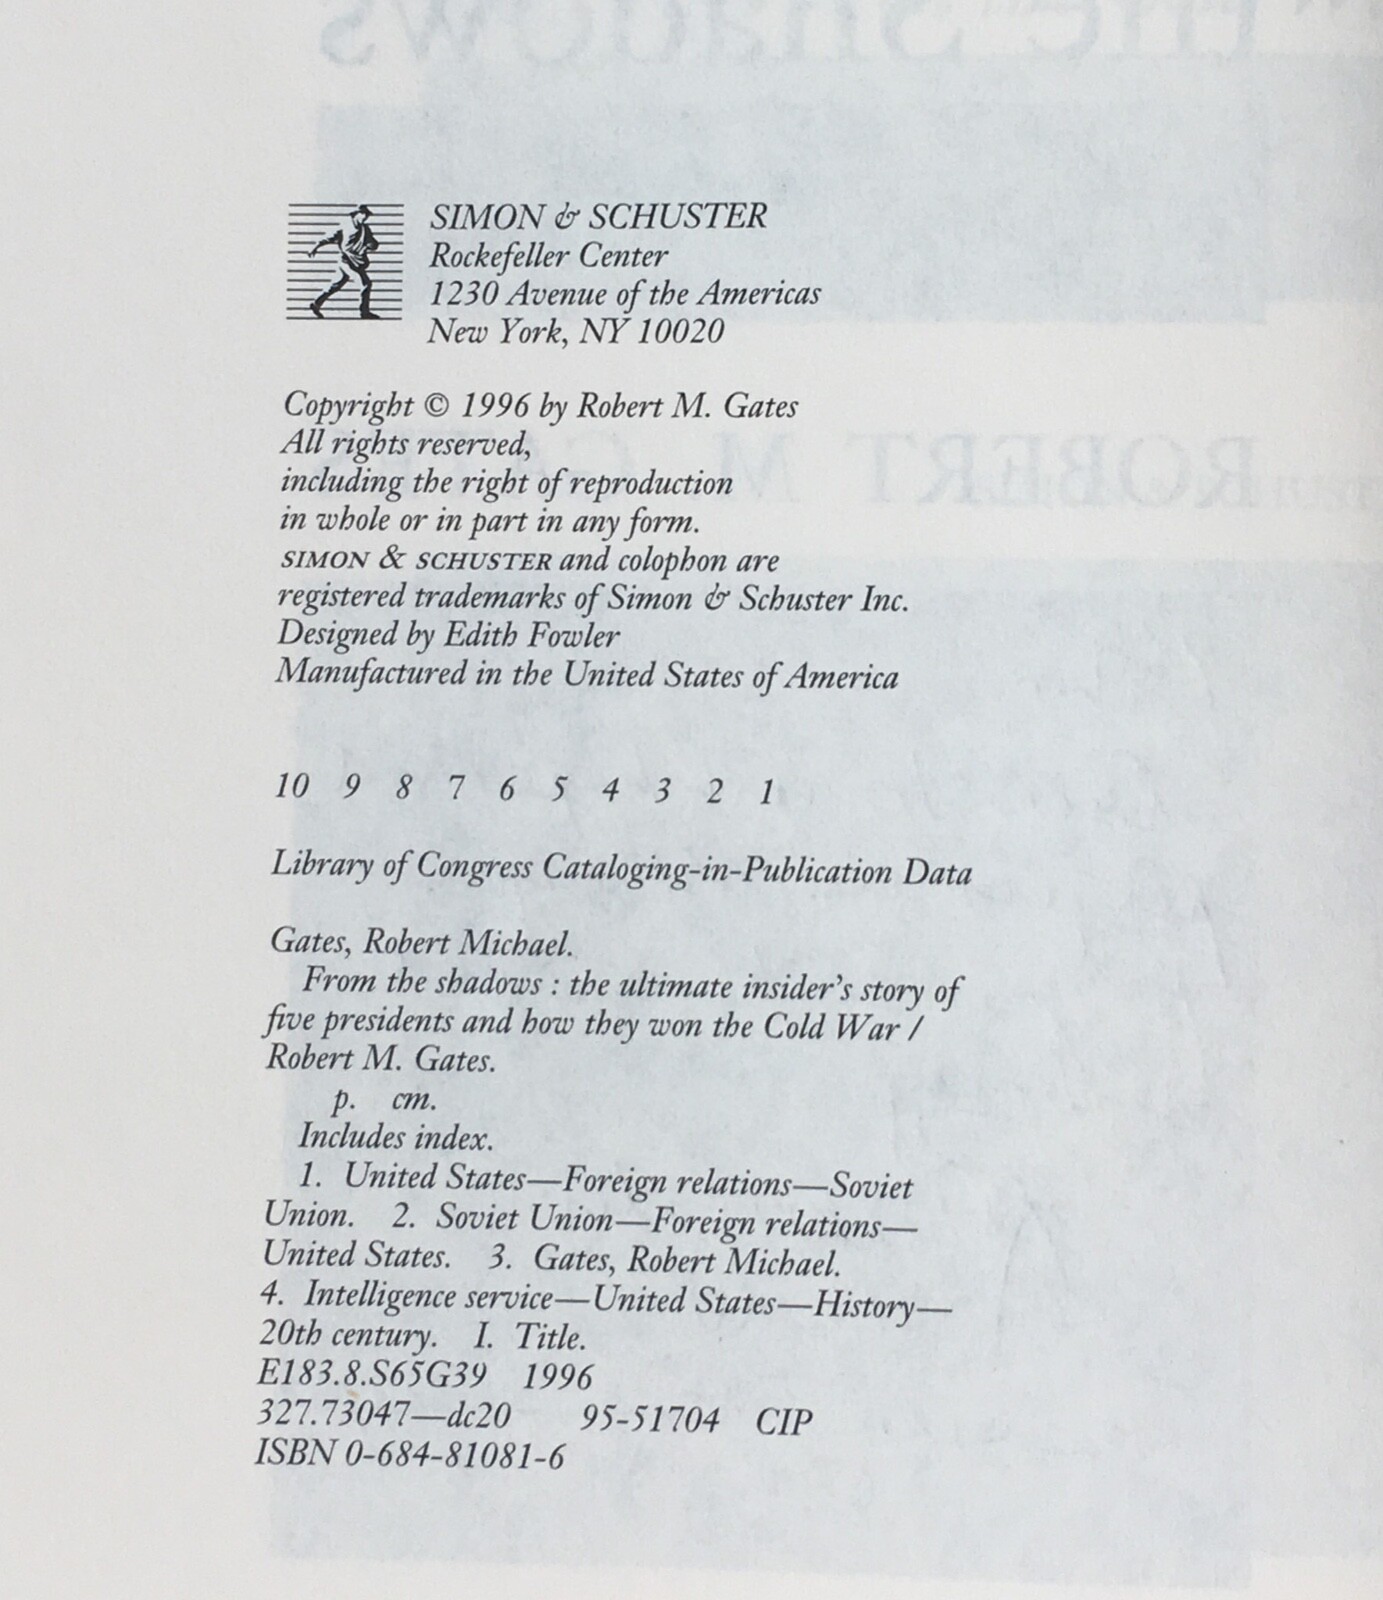 SIMON & SCHUSTER
Rockefeller Center
1230 Avenue of the Americas
New York, NY 10020
Copyright © 1996 by Robert M. Gates
All rights reserved,
including the right of reproduction
in whole or in part in any form.
SIMON & SCHUSTER and colophon are
registered trademarks of Simon & Schuster Inc.
Designed by Edith Fowler
Manufactured in the United States of America
10 9 8 7 6 5 4 3 2 1
Library of Congress Cataloging-in-Publication Data
Gates, Robert Michael.
From the shadows : the ultimate insider's story of
five presidents and how they won the Cold War /
Robert M. Gates.
p. cm.
Includes index.
1. United States—Foreign relations—Soviet
Union. 2. Soviet Union—Foreign relations—
United States. 3. Gates, Robert Michael.
4. Intelligence service—United States—History—
20th century. I. Title.
E183.8.S65G39 1996
327.73047—dc20 95-51704 CIP
ISBN 0-684-81081-6